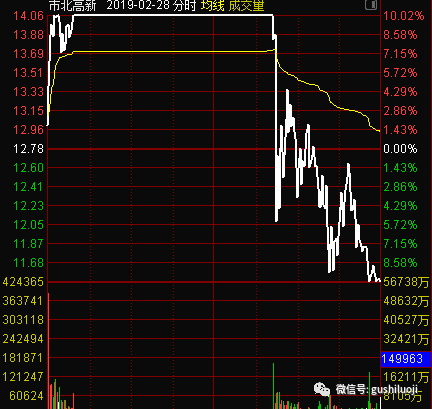 市北高新 2019-02-28 分时 均线 成交量
14.06 10.02%
13.88 8.58%
13.69 7.15%
13.51 5.72%
13.33 4.29%
13.15 2.86%
12.96 1.43%
12.78 0.00%
12.60 1.43%
12.41 2.86%
12.23 4.29%
12.05 5.72%
11.87 7.15%
11.68 8.58%
424365 56738万
363741 48632万
303118 40527万
242494 32421万
181871 149963
121247 16211万
60624 8105万
微信号: gushiluoji